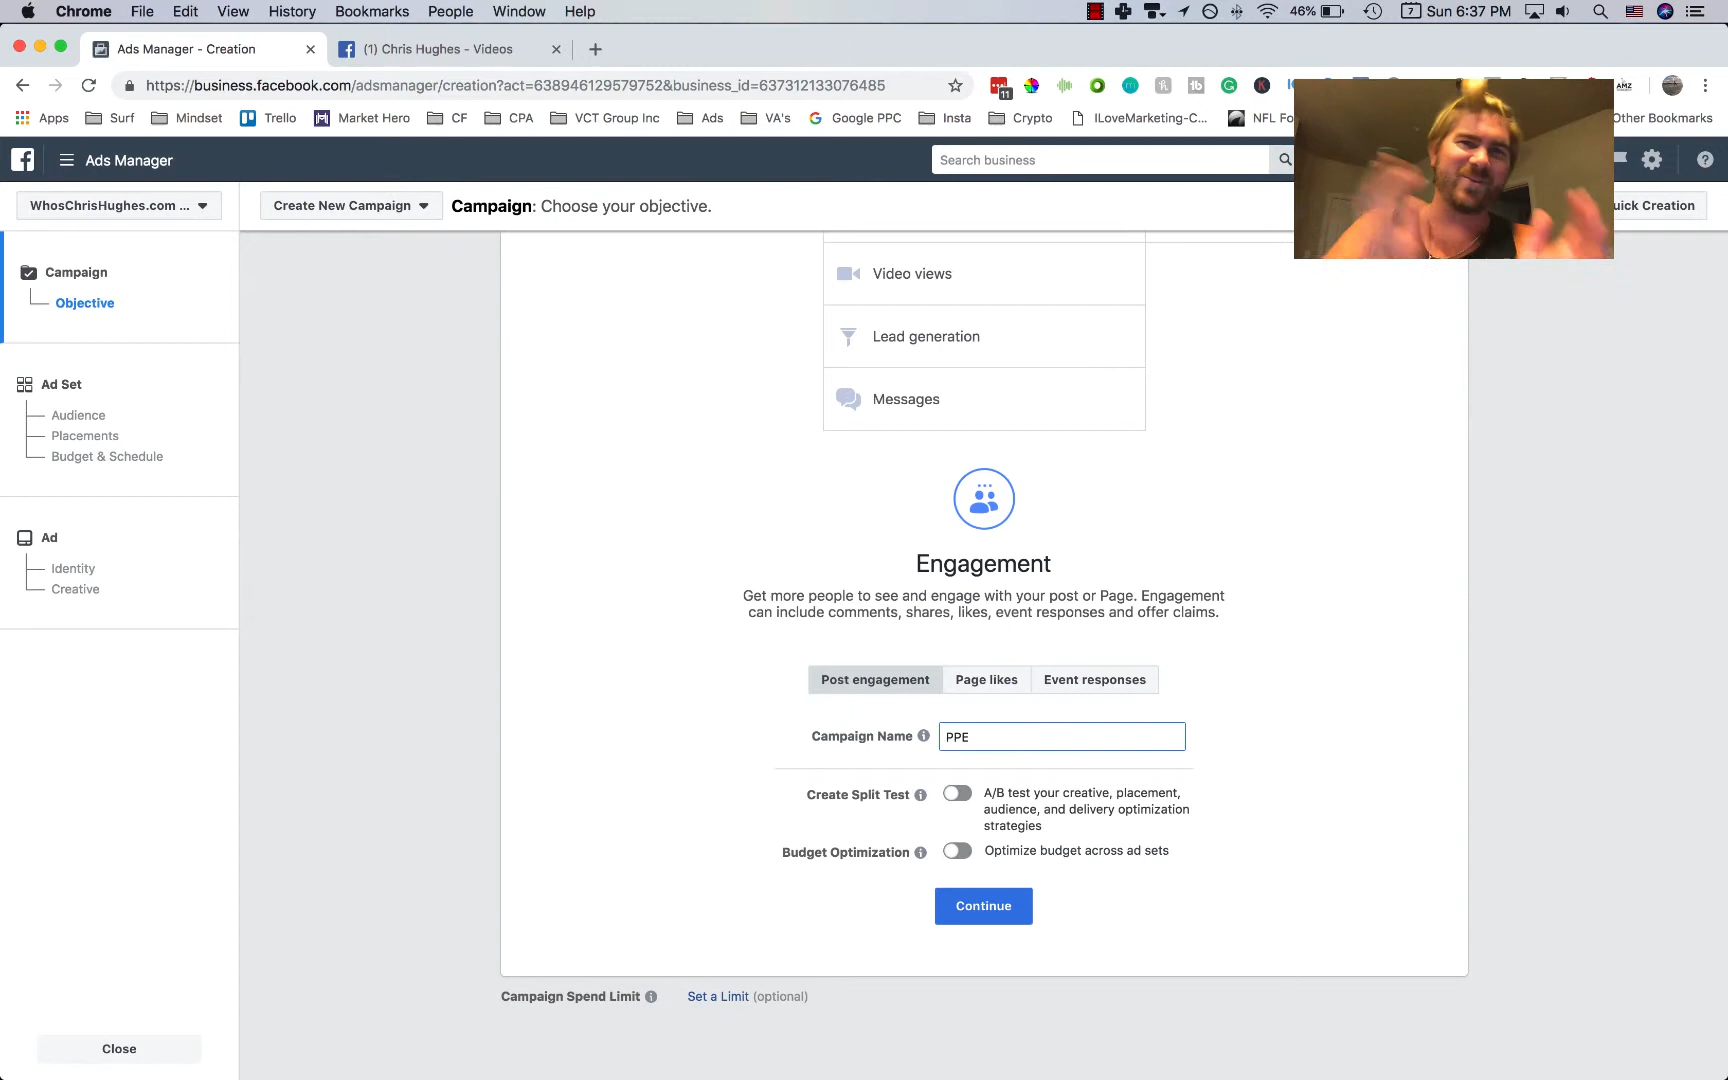 Chrome File Edit View History Bookmarks People Window Help 46% 7 Sun 6:37 PM
Ads Manager - Creation
(1) Chris Hughes - Videos
https://business.facebook.com/adsmanager/creation?act=638946129579752&business_id=637312133076485
11
AMZ
Apps Surf Mindset Trello Market Hero CF CPA VCT Group Inc Ads VA's Google PPC Insta Crypto ILoveMarketing-C... NFL Fo Other Bookmarks
Ads Manager
Search business
WhosChrisHughes.com ...
Create New Campaign
Campaign: Choose your objective.
uick Creation
Campaign
Objective
Ad Set
Audience
Placements
Budget & Schedule
Ad
Identity
Creative
Close
Video views
Lead generation
Messages
Engagement
Get more people to see and engage with your post or Page. Engagement
can include comments, shares, likes, event responses and offer claims.
Post engagement Page likes Event responses
Campaign Name PPE
Create Split Test A/B test your creative, placement,
audience, and delivery optimization
strategies
Budget Optimization Optimize budget across ad sets
Continue
Campaign Spend Limit Set a Limit (optional)